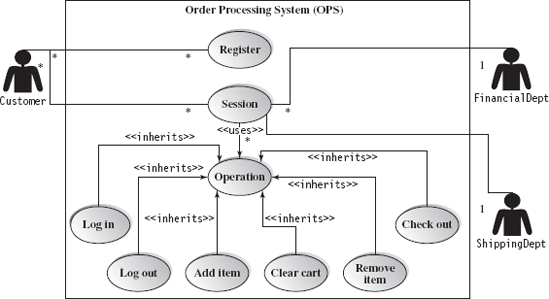 Order Processing System (OPS)
*
*
Register
*
1
Customer
FinancialDept
*
Session
*
<<uses>>
<<inherits>>
*
<<inherits>>
Operation
<<inherits>>
<<inherits>>
<<inherits>>
<<inherits>>
1
Log in
Check out
ShippingDept
Log out
Add item
Clear cart
Remove
item